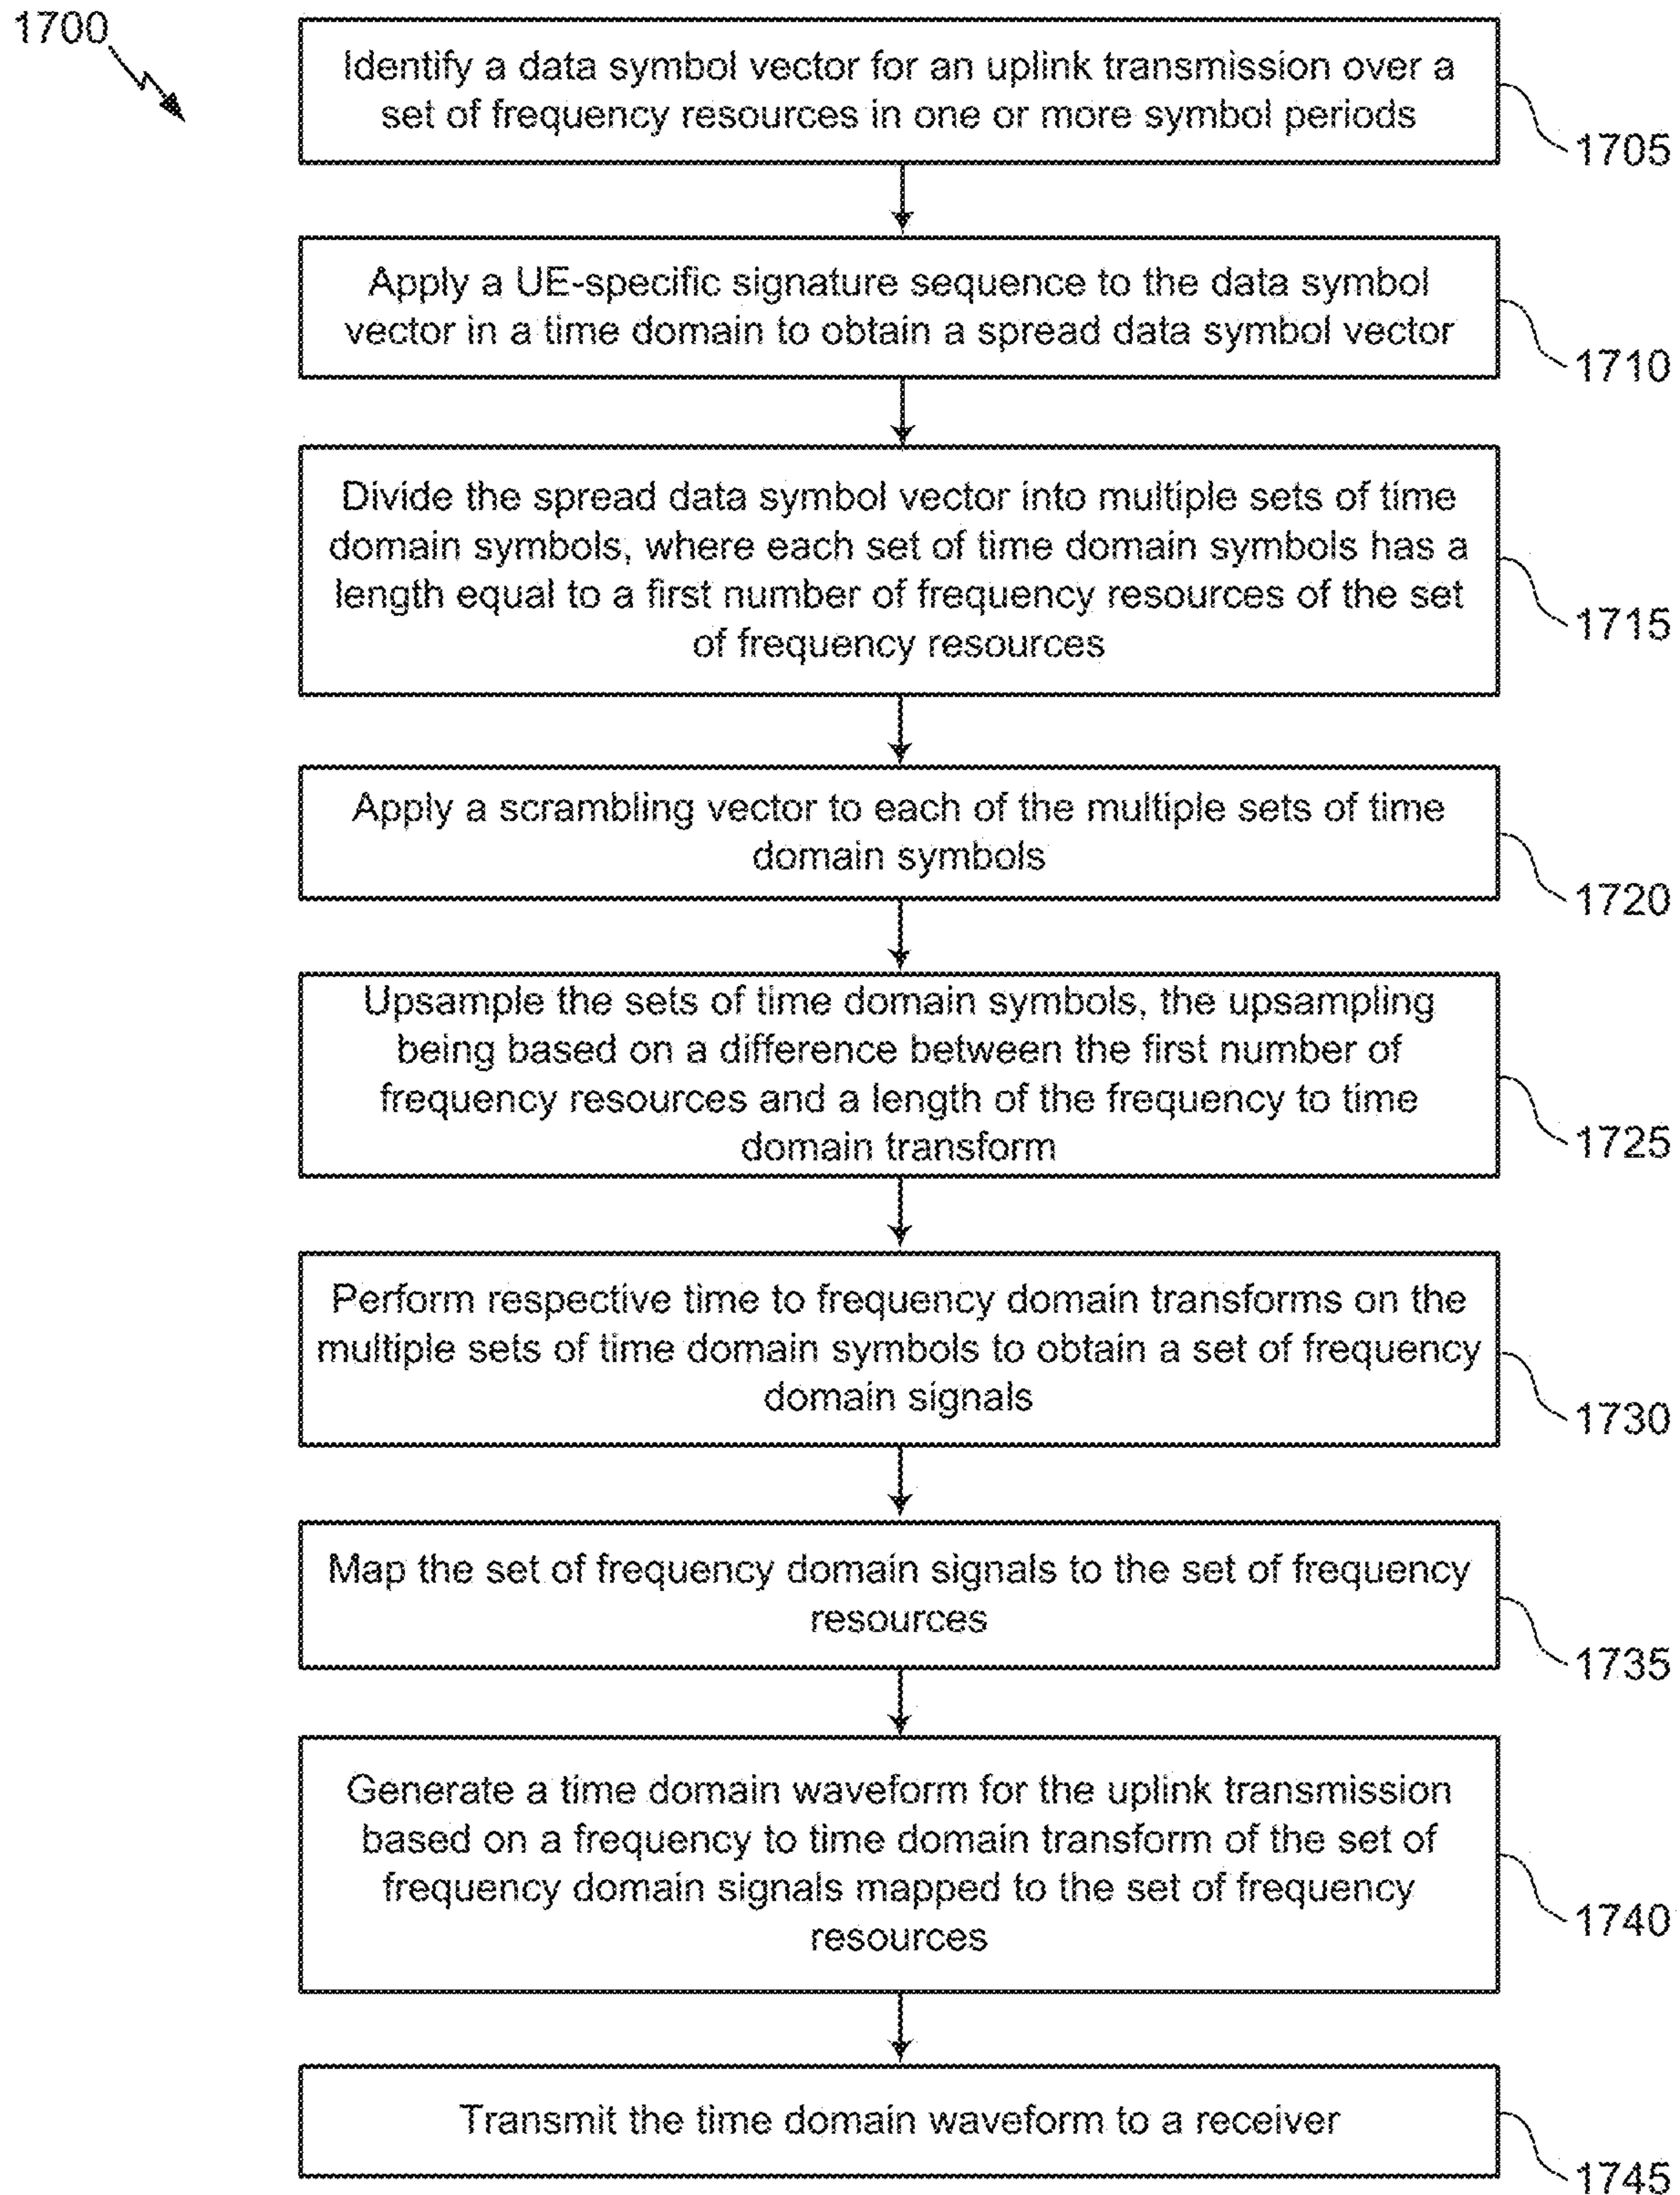 1700
Identify a data symbol vector for an uplink transmission over a
set of frequency resources in one or more symbol periods
1705
Apply a UE-specific signature sequence to the data symbol
vector in a time domain to obtain a spread data symbol vector
1710
Divide the spread data symbol vector into multiple sets of time
domain symbols, where each set of time domain symbols has a
length equal to a first number of frequency resources of the set
of frequency resources
1715
Apply a scrambling vector to each of the multiple sets of time
domain symbols
1720
Upsample the sets of time domain symbols, the upsampling
being based on a difference between the first number of
frequency resources and a length of the frequency to time
domain transform
1725
Perform respective time to frequency domain transforms on the
multiple sets of time domain symbols to obtain a set of frequency
domain signals
1730
Map the set of frequency domain signals to the set of frequency
resources
1735
Generate a time domain waveform for the uplink transmission
based on a frequency to time domain transform of the set of
frequency domain signals mapped to the set of frequency
resources
1740
Transmit the time domain waveform to a receiver
1745